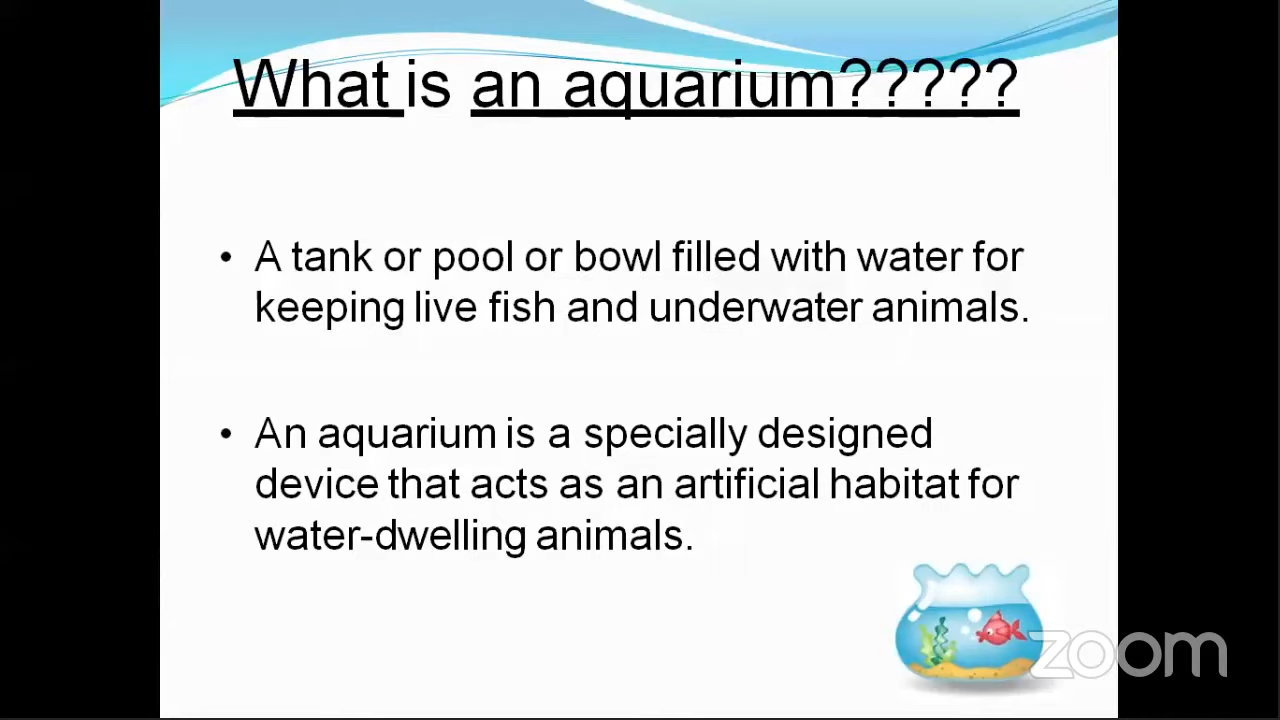 What is an aquarium?????
• A tank or pool or bowl filled with water for
keeping live fish and underwater animals.
• An aquarium is a specially designed
device that acts as an artificial habitat for
water-dwelling animals.
zoom